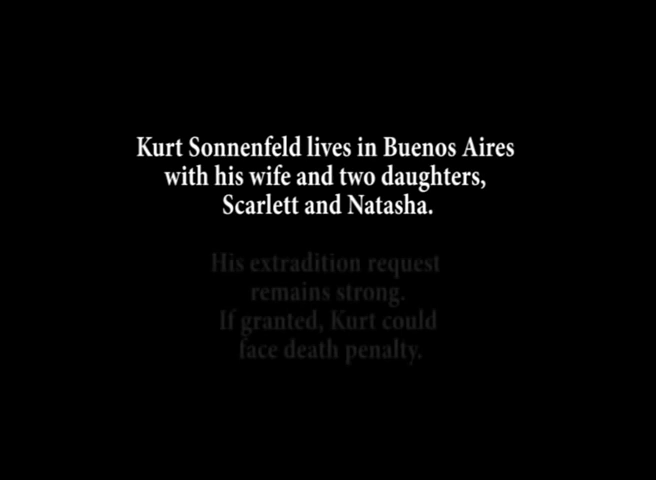 Kurt Sonnenfeld lives in Buenos Aires
with his wife and two daughters,
Scarlett and Natasha.
His extradition request
remains strong.
If granted, Kurt could
face death penalty.